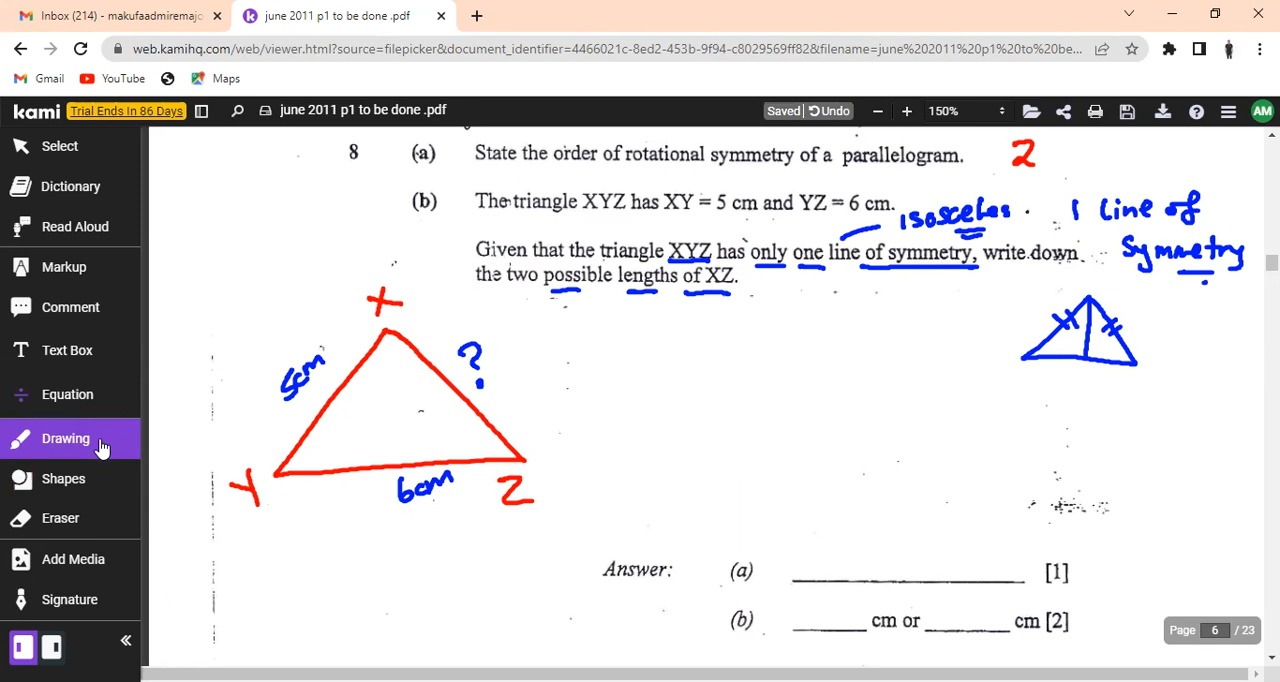 Inbox (214) - makufaadmiremajo
june 2011 p1 to be done .pdf
web.kamihq.com/web/viewer.html?source=filepicker&document_identifier=4466021c-8ed2-453b-9f94-c8029569ff82&filename=june%202011%20p1%20to%20be...
Gmail YouTube Maps
kami Trial Ends In 86 Days june 2011 p1 to be done .pdf Saved Undo 150% AM
Select
Dictionary
Read Aloud
Markup
Comment
Text Box
Equation
Drawing
Shapes
Eraser
Add Media
Signature
8 (a) State the order of rotational symmetry of a parallelogram. 2
(b) The triangle XYZ has XY = 5 cm and YZ = 6 cm.
isosceles 1 line of
symmetry
Given that the triangle XYZ has only one line of symmetry, write down
the two possible lengths of XZ.
X
5cm ?
Y 6cm Z
Answer: (a) [1]
(b) cm or cm [2]
Page 6 / 23